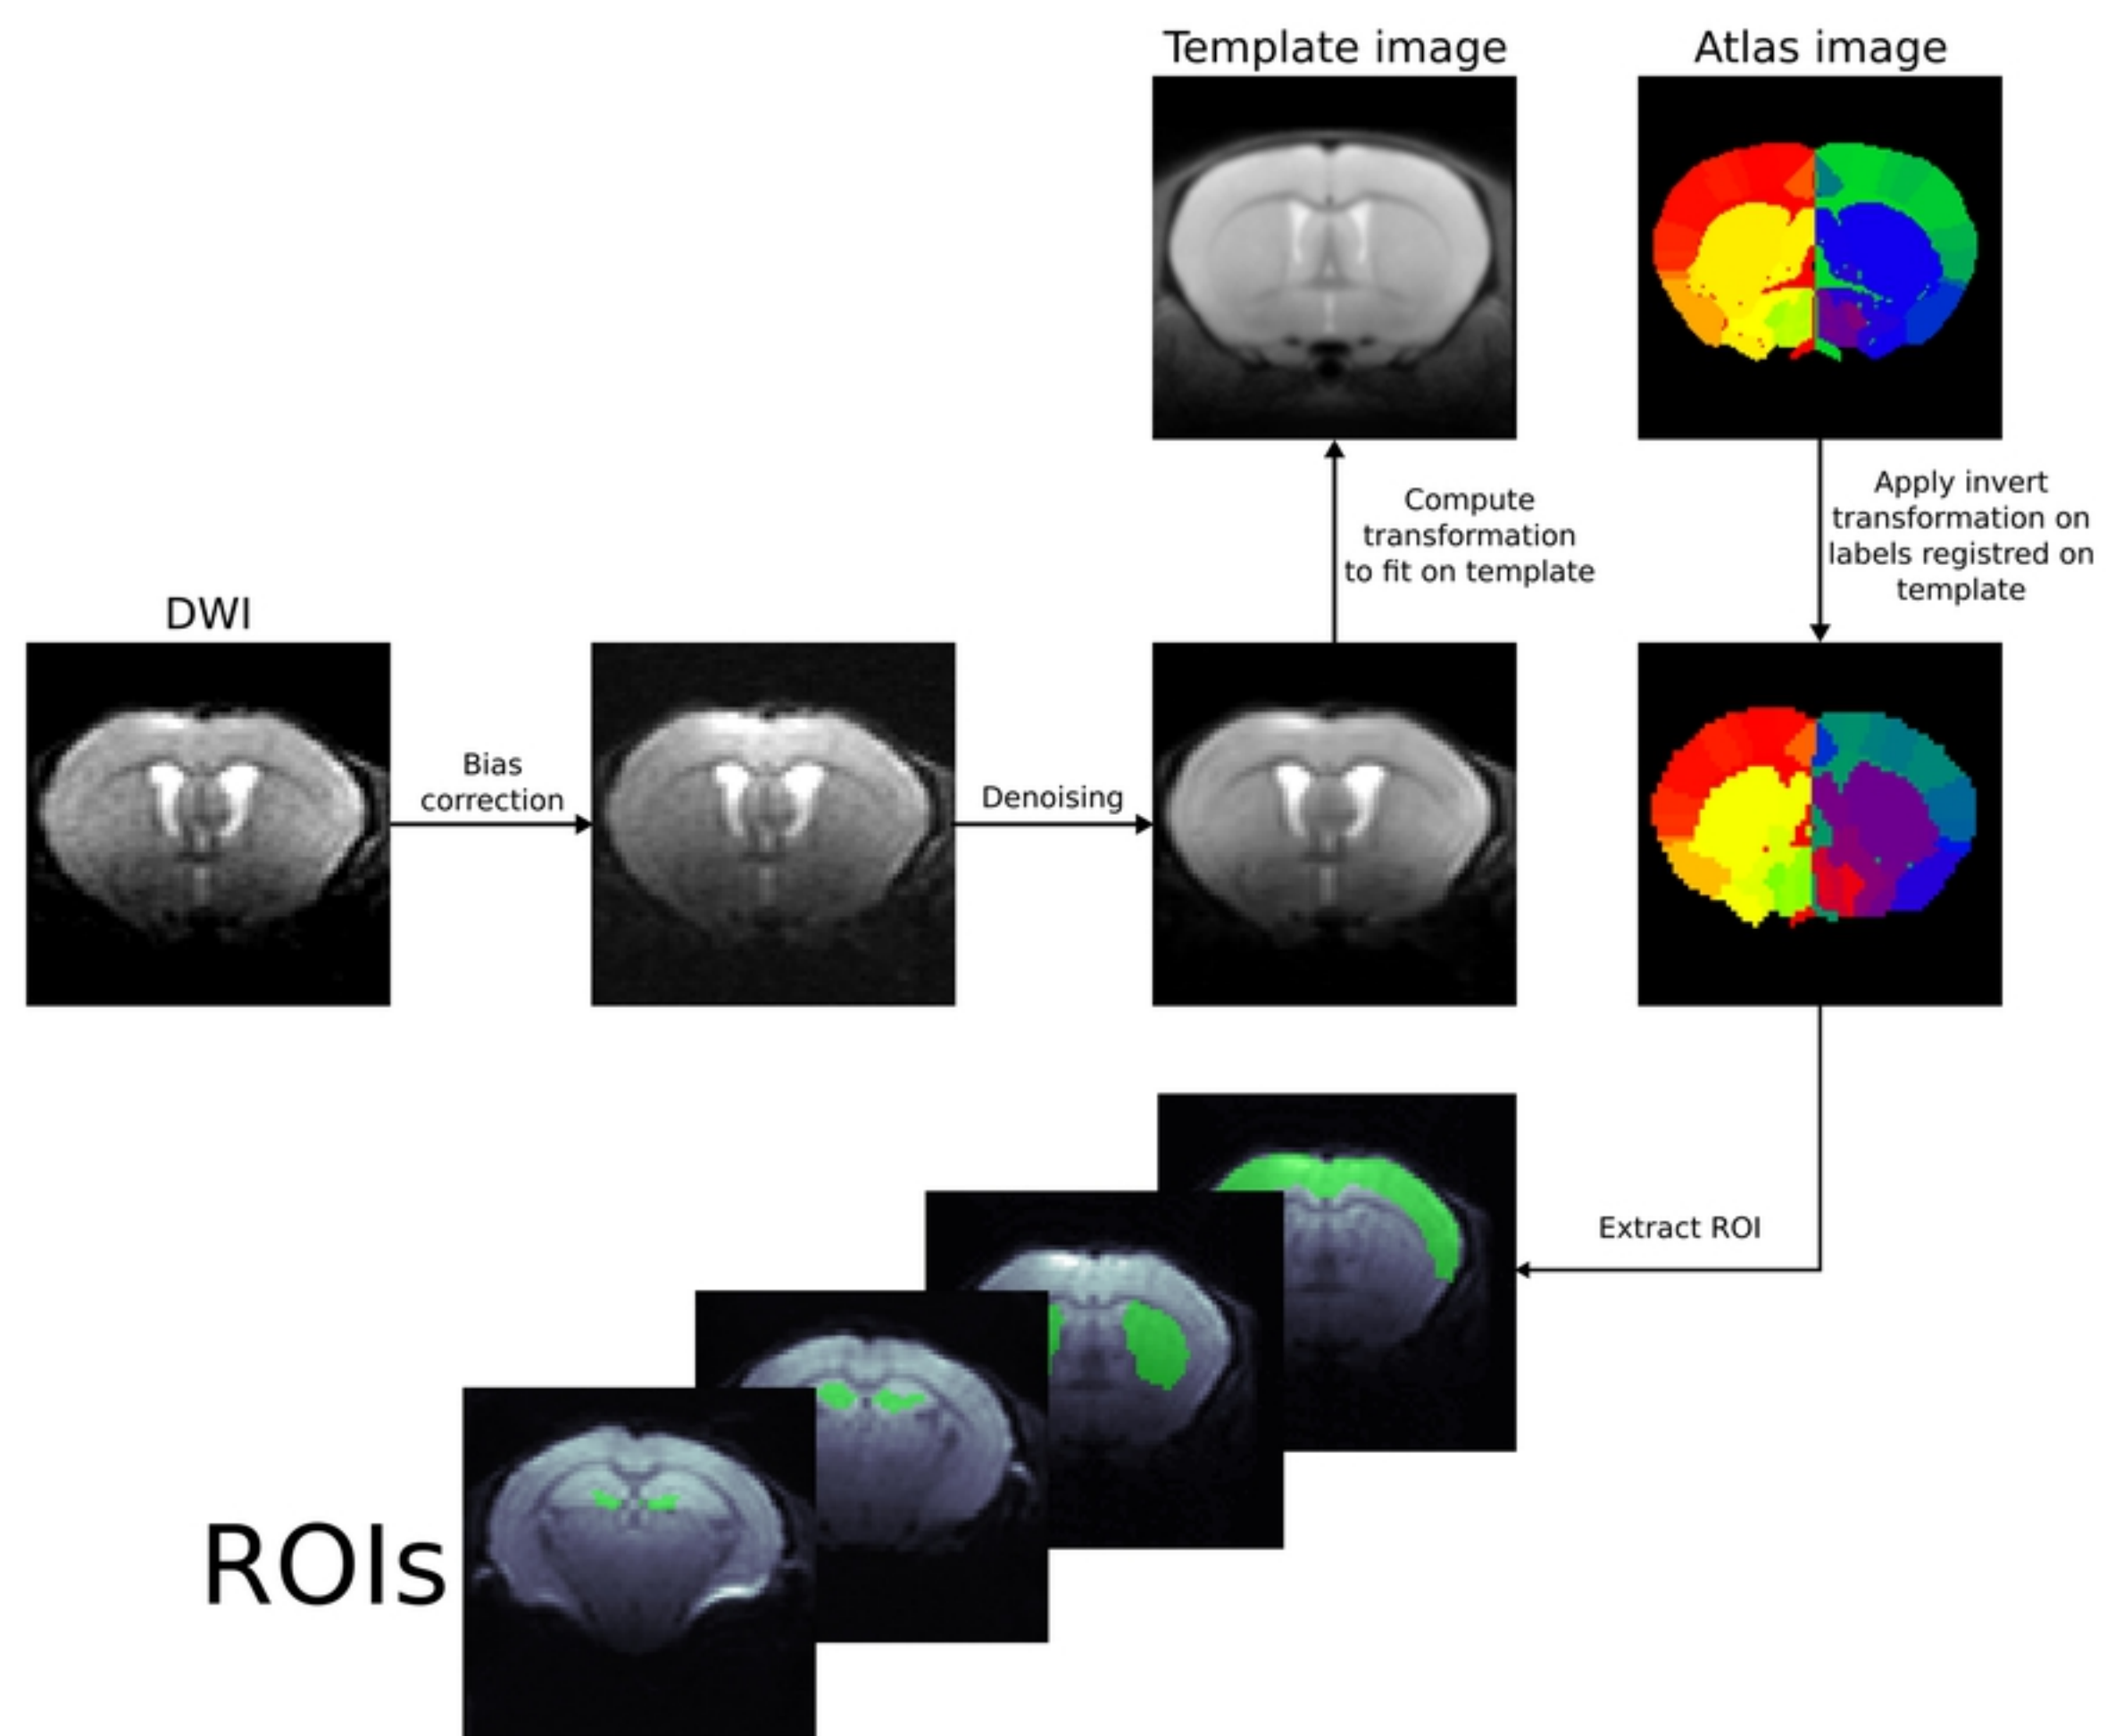 Template image
Atlas image
Compute
transformation
to fit on template
Apply invert
transformation on
labels registred on
template
DWI
Bias
correction
Denoising
Extract ROI
ROIs